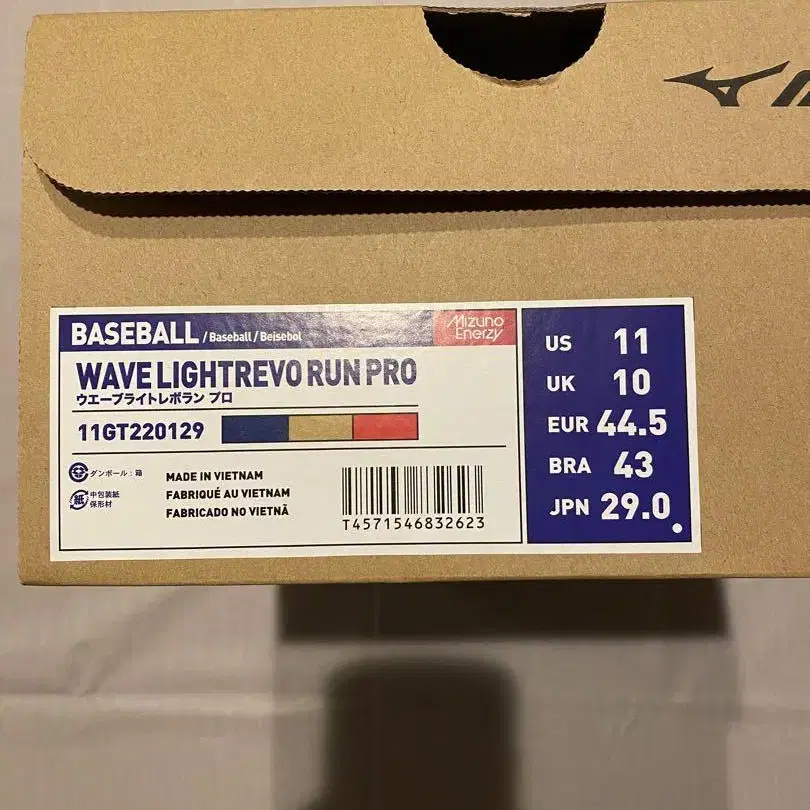 BASEBALL /Baseball/Beisebol
Mizuno
Enerzy
WAVE LIGHTREVO RUN PRO
ウエーブライトレボラン プロ
11GT220129
ダンボール:箱
紙
中包装紙
保形材
MADE IN VIETNAM
FABRIQUÉ AU VIETNAM
FABRICADO NO VIETNÃ
T4571546832623
US 11
UK 10
EUR 44.5
BRA 43
JPN 29.0